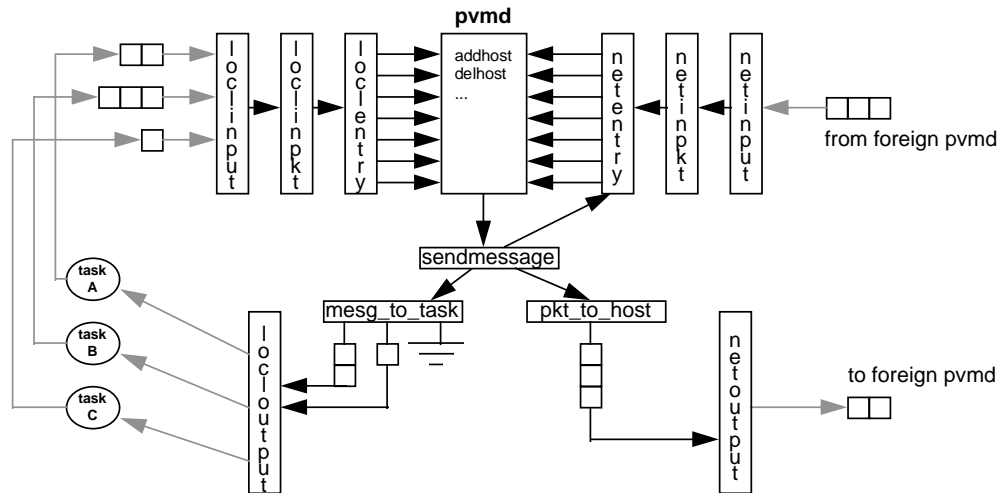 pvmd
loclinput
loclinpkt
loclentry
addhost
delhost
...
netentry
netinpkt
netinput
from foreign pvmd
sendmessage
task
A
mesg_to_task
pkt_to_host
task
B
locloutput
netoutput
to foreign pvmd
task
C